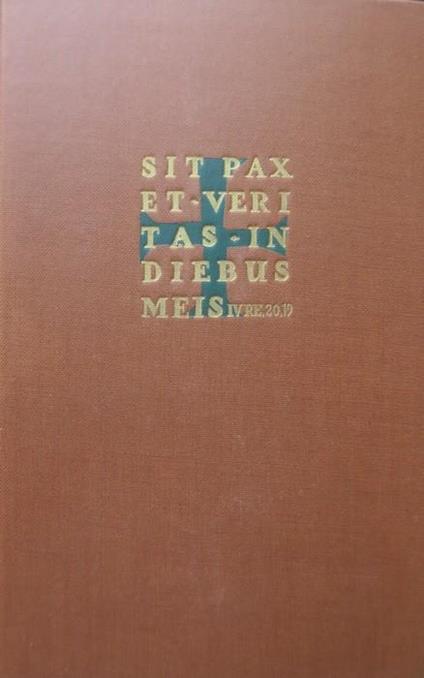 SIT PAX
ET·VERI
TAS·IN
DIEBUS
MEIS IV RE.20,19